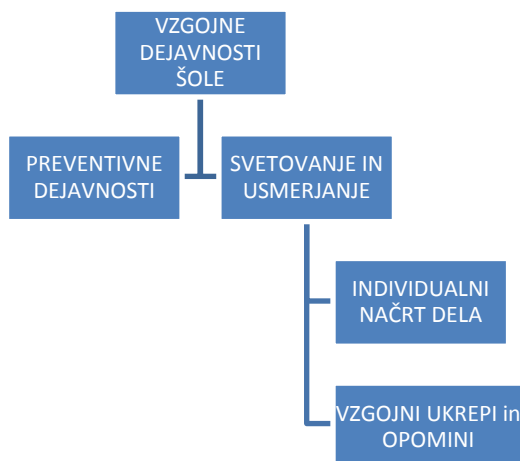 VZGOJNE
DEJAVNOSTI
ŠOLE
PREVENTIVNE
DEJAVNOSTI
SVETOVANJE IN
USMERJANJE
INDIVIDUALNI
NAČRT DELA
VZGOJNI UKREPI in
OPOMINI